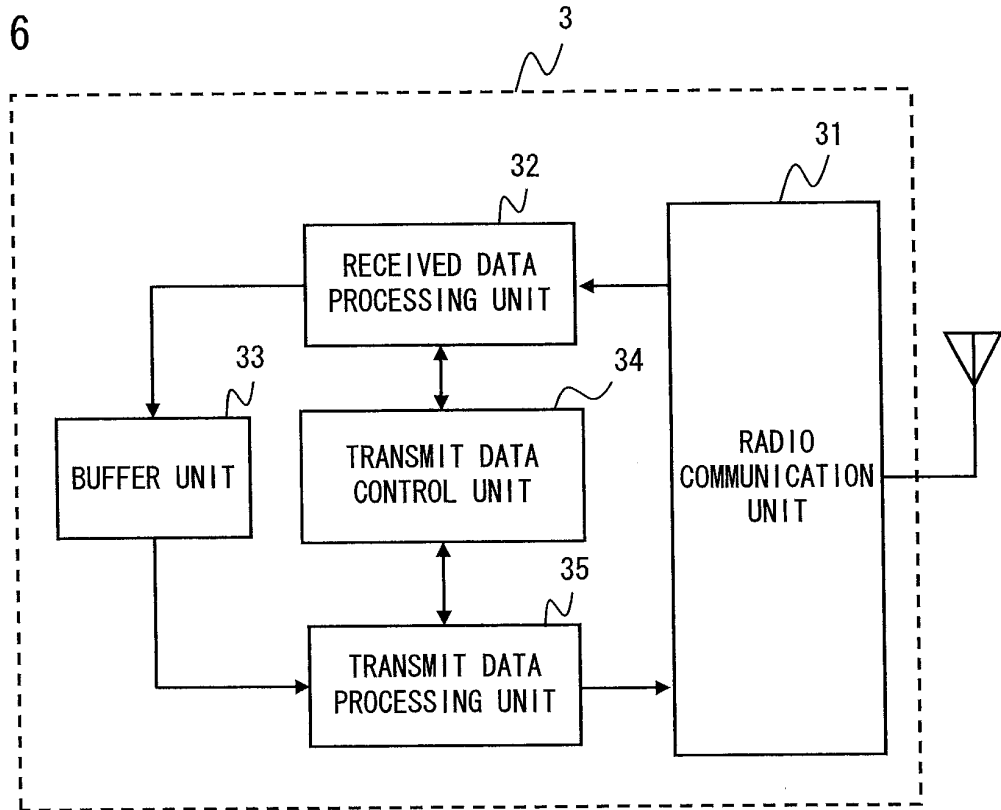 6
3
31
32
RECEIVED DATA
PROCESSING UNIT
33
34
BUFFER UNIT
TRANSMIT DATA
CONTROL UNIT
RADIO
COMMUNICATION
UNIT
35
TRANSMIT DATA
PROCESSING UNIT